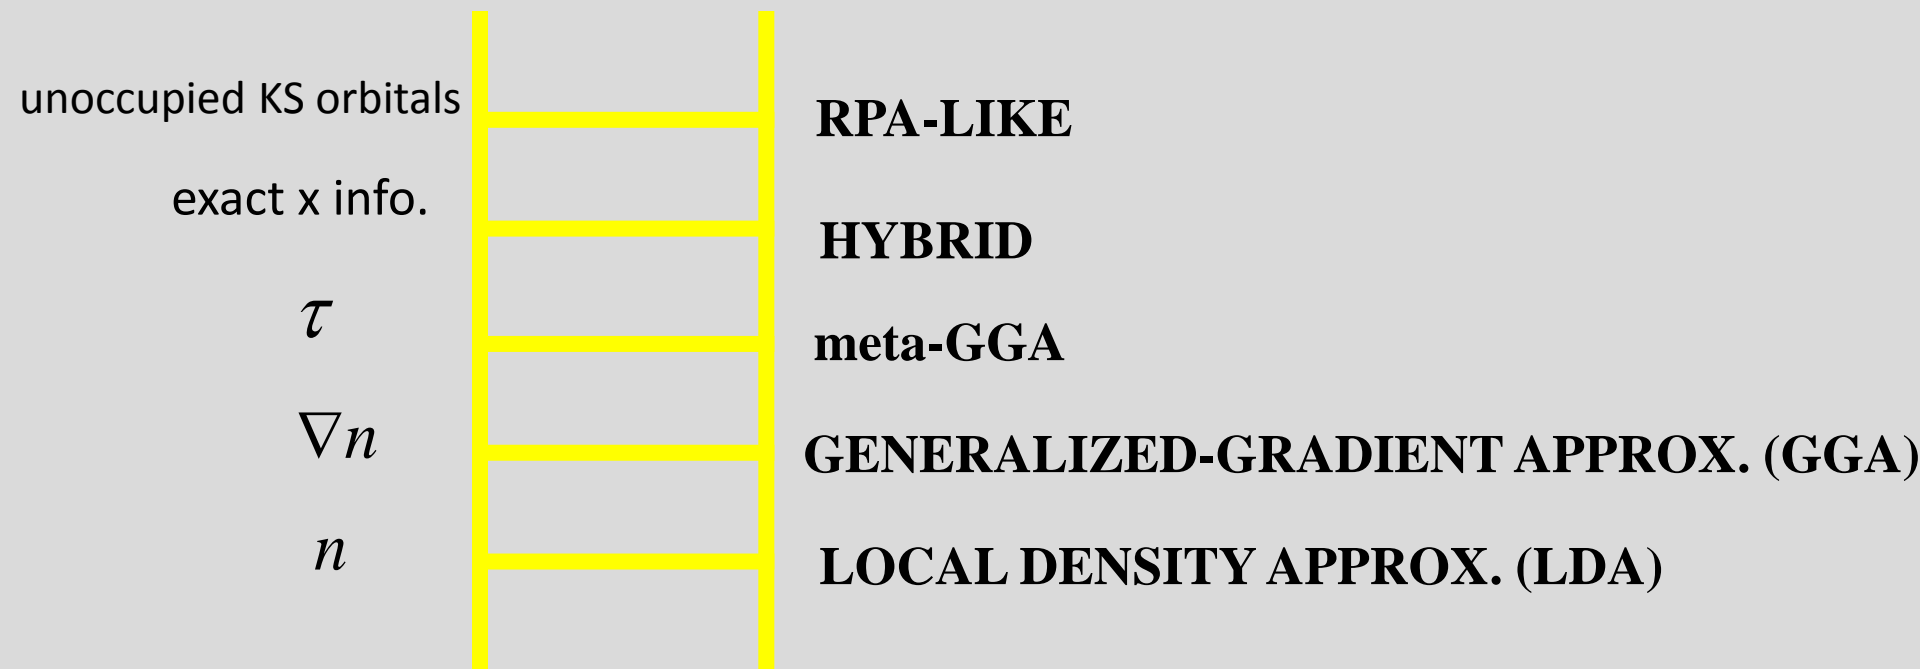 unoccupied KS orbitals
RPA-LIKE
exact x info.
HYBRID
τ
meta-GGA
∇n
GENERALIZED-GRADIENT APPROX. (GGA)
n
LOCAL DENSITY APPROX. (LDA)